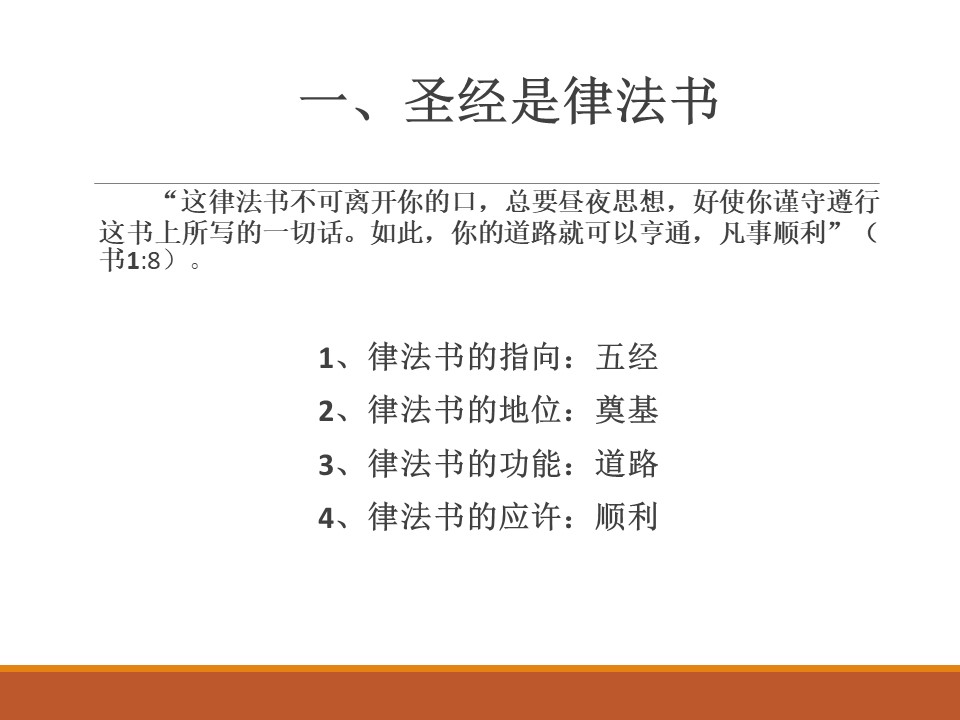 一、圣经是律法书
“这律法书不可离开你的口，总要昼夜思想，好使你谨守遵行
这书上所写的一切话。如此，你的道路就可以亨通，凡事顺利”（
书1:8）。
1、律法书的指向：五经
2、律法书的地位：奠基
3、律法书的功能：道路
4、律法书的应许：顺利